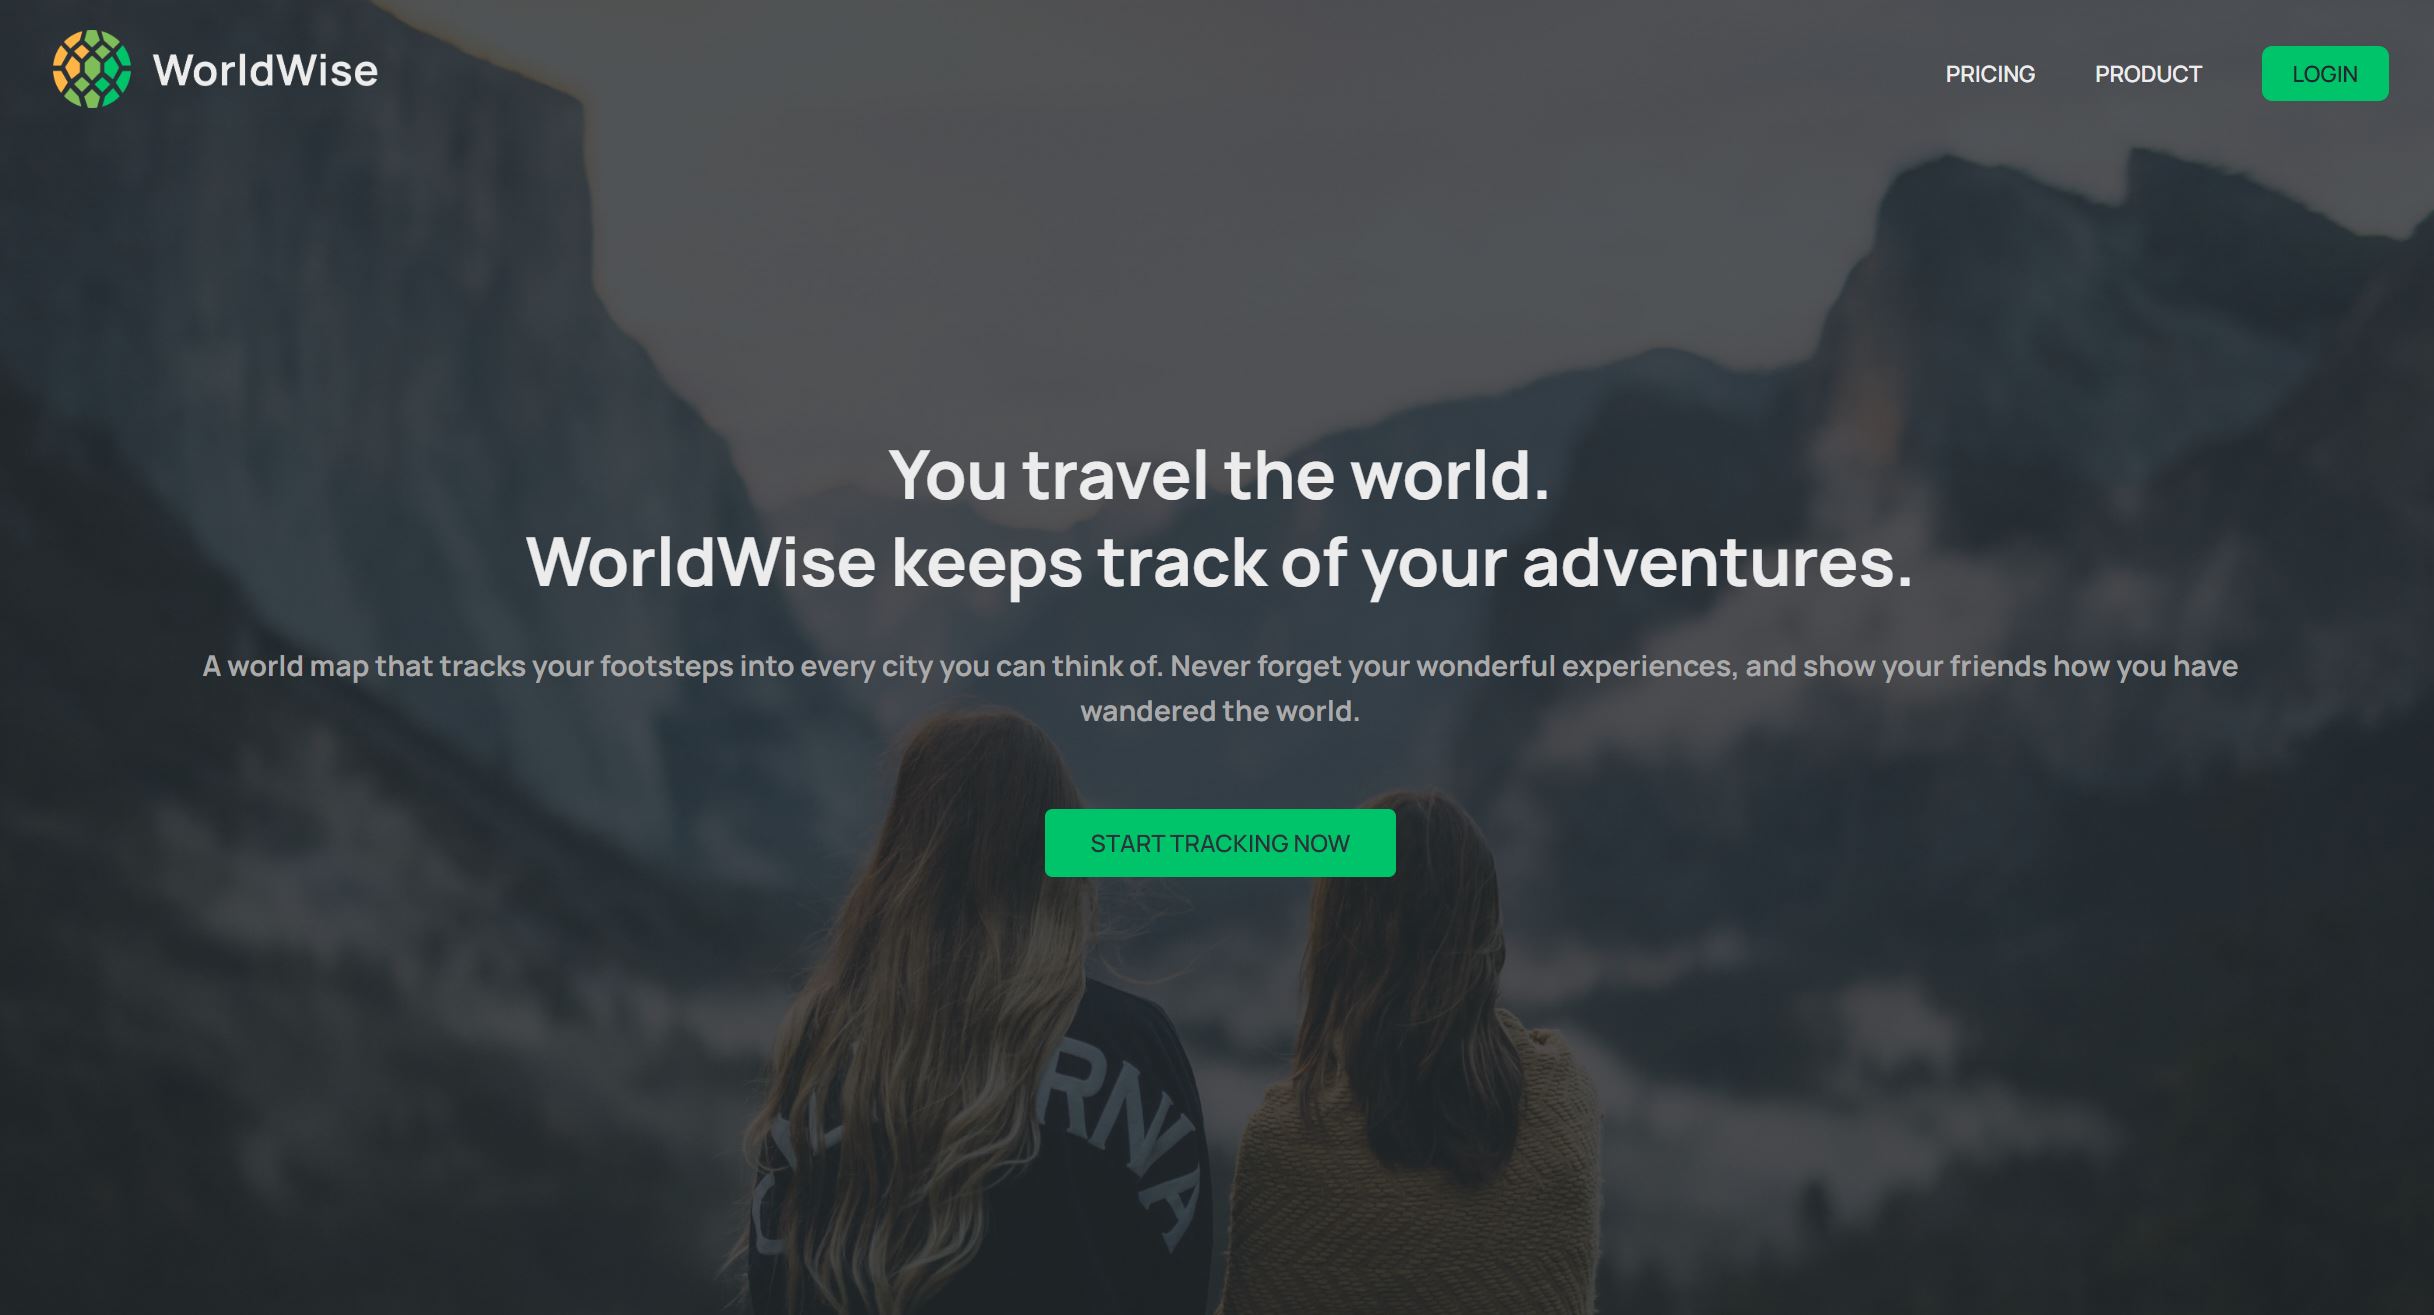 WorldWise
PRICING
PRODUCT
LOGIN
You travel the world.
WorldWise keeps track of your adventures.
A world map that tracks your footsteps into every city you can think of. Never forget your wonderful experiences, and show your friends how you have
wandered the world.
START TRACKING NOW